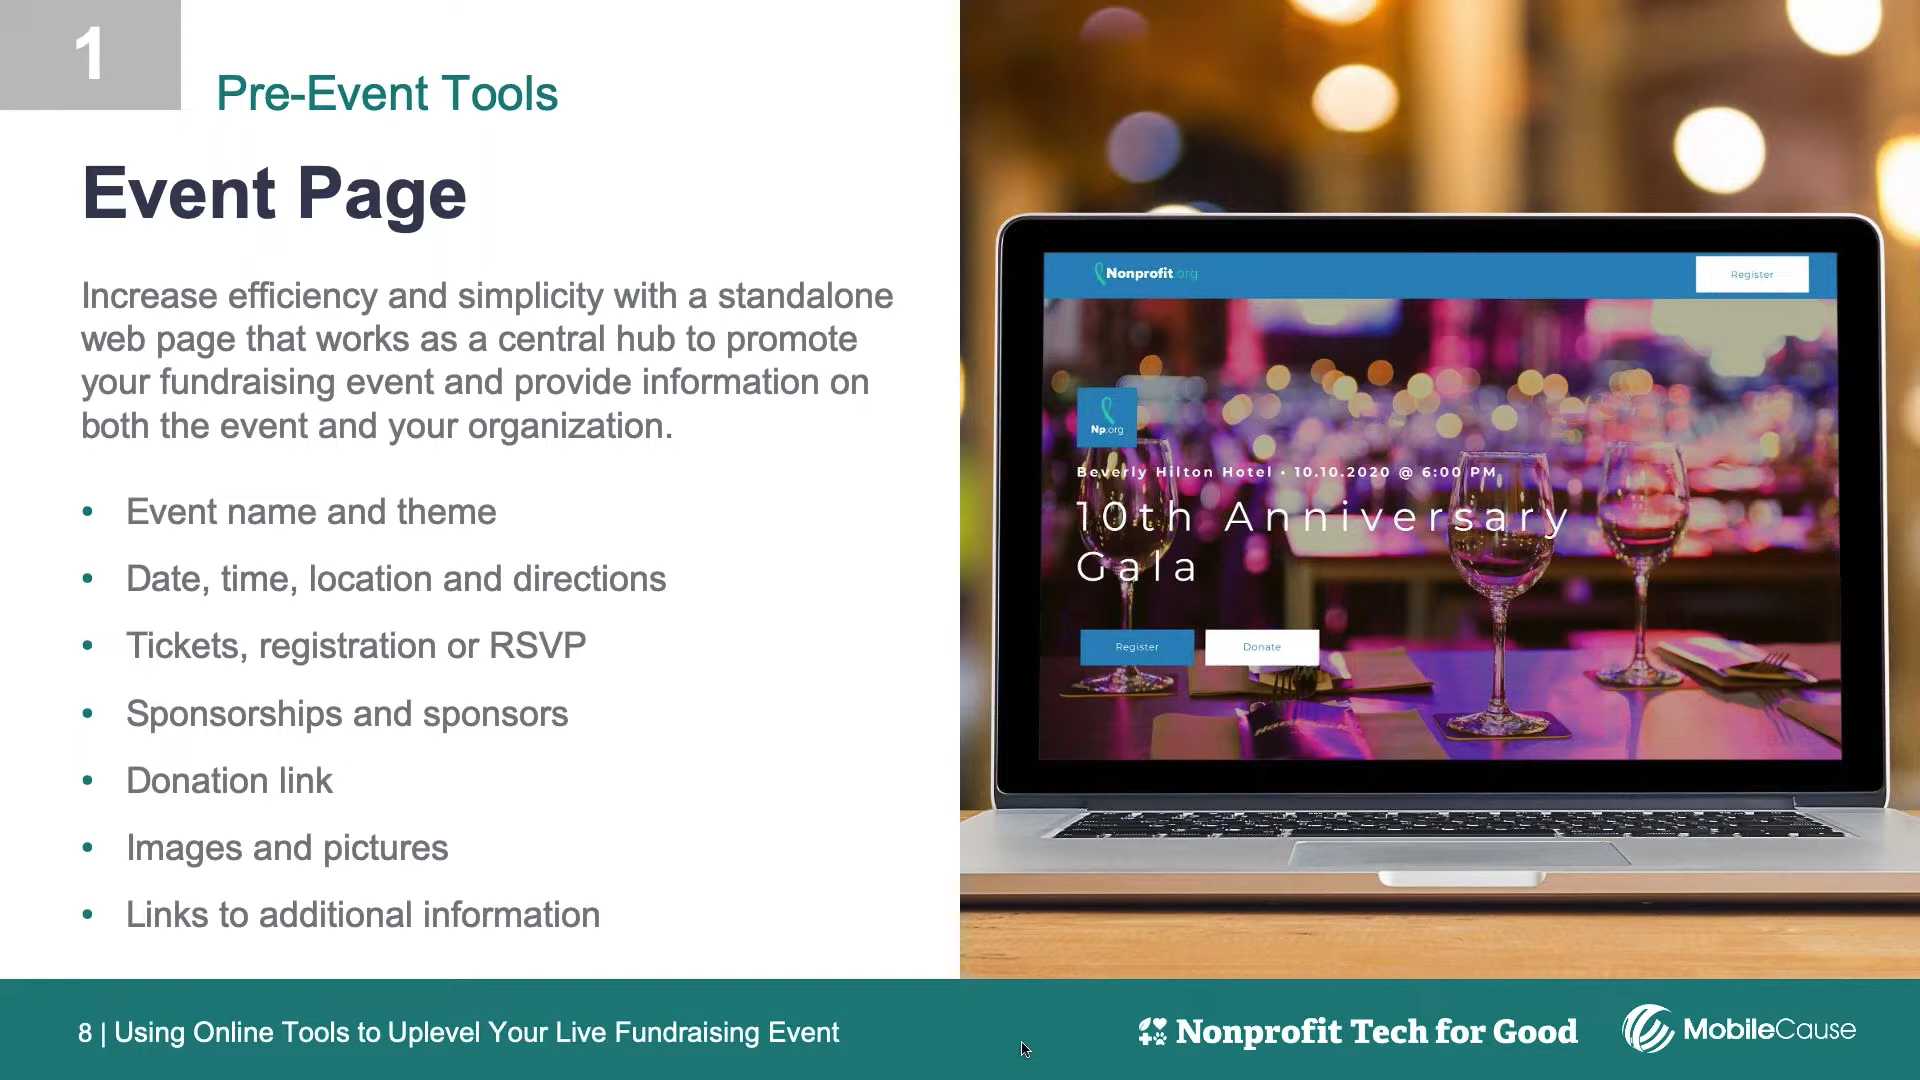 1
Pre-Event Tools
Event Page
Increase efficiency and simplicity with a standalone
web page that works as a central hub to promote
your fundraising event and provide information on
both the event and your organization.
• Event name and theme
• Date, time, location and directions
• Tickets, registration or RSVP
• Sponsorships and sponsors
• Donation link
• Images and pictures
• Links to additional information
Nonprofit.org
Register
Np.org
Beverly Hilton Hotel • 10.10.2020 @ 6:00 PM
10th Anniversary
Gala
Register
Donate
8 | Using Online Tools to Uplevel Your Live Fundraising Event
Nonprofit Tech for Good
MobileCause